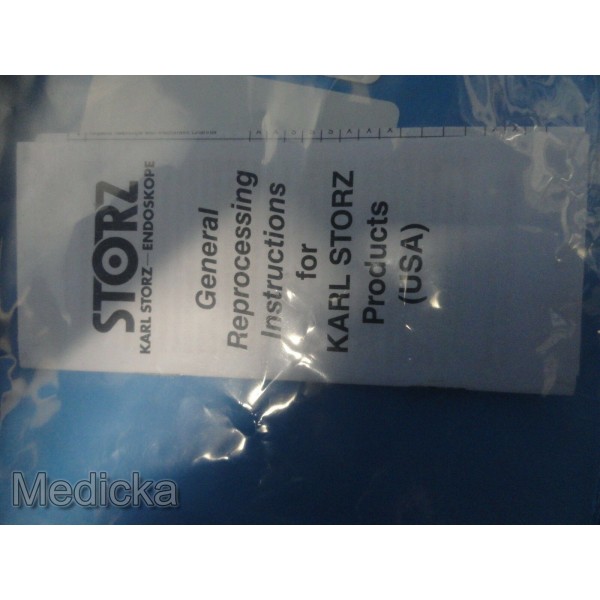 STORZ
KARL STORZ—ENDOSKOPE
General
Reprocessing
Instructions
for
KARL STORZ
Products
(USA)
Medicka